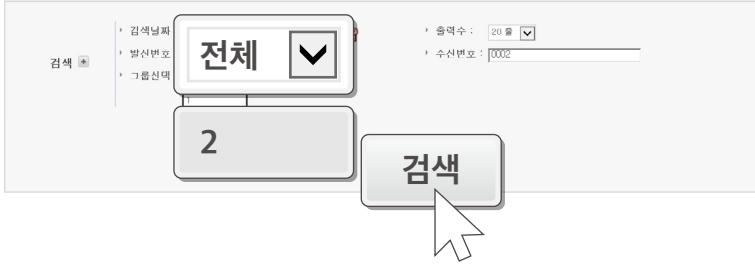 검색
검색날짜
발신번호
그룹선택
전체
1
2
출력수 : 20 줄
수신번호 : 0002
검색